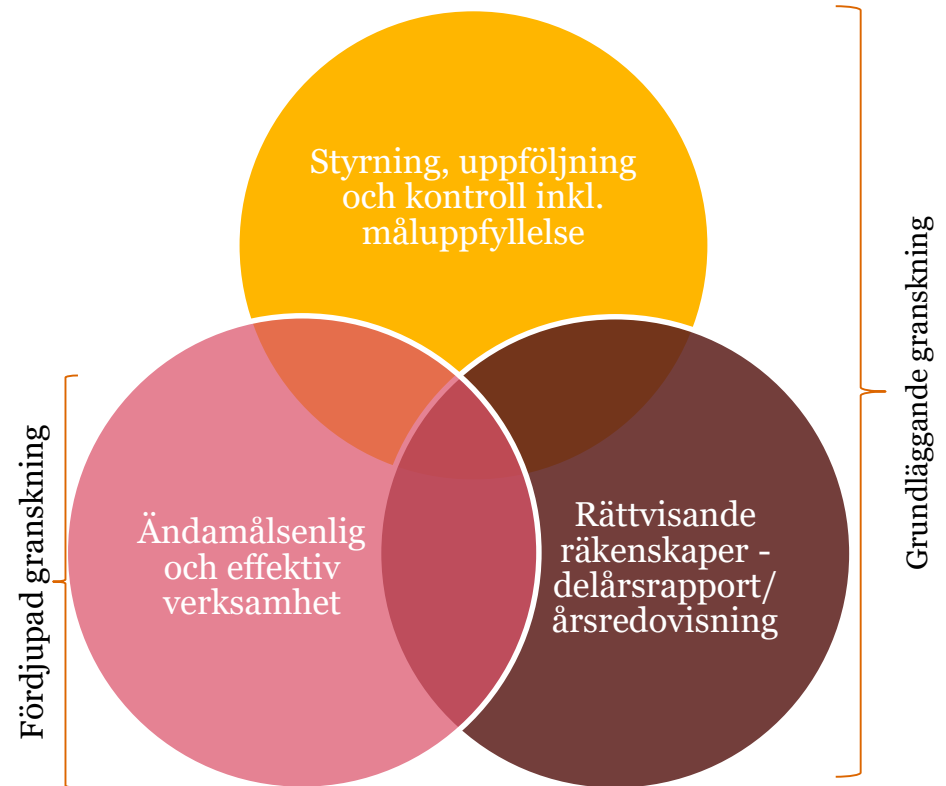 Styrning, uppföljning
och kontroll inkl.
måluppfyllelse
Ändamålsenlig
och effektiv
verksamhet
Rättvisande
räkenskaper -
delårsrapport/
årsredovisning
Fördjupad granskning
Grundläggande granskning